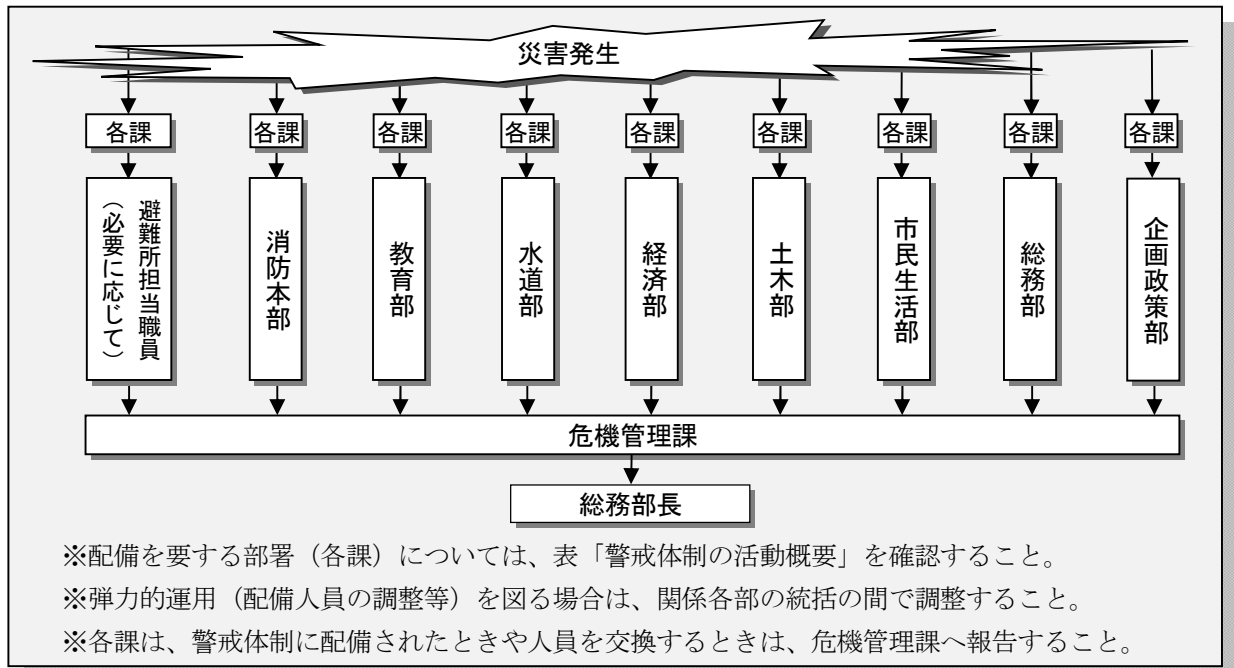 災害発生
各課
各課
各課
各課
各課
各課
各課
各課
各課
避難所担当職員
（必要に応じて）
消防本部
教育部
水道部
経済部
土木部
市民生活部
総務部
企画政策部
危機管理課
総務部長
※配備を要する部署（各課）については、表「警戒体制の活動概要」を確認すること。
※弾力的運用（配備人員の調整等）を図る場合は、関係各部の統括の間で調整すること。
※各課は、警戒体制に配備されたときや人員を交換するときは、危機管理課へ報告すること。